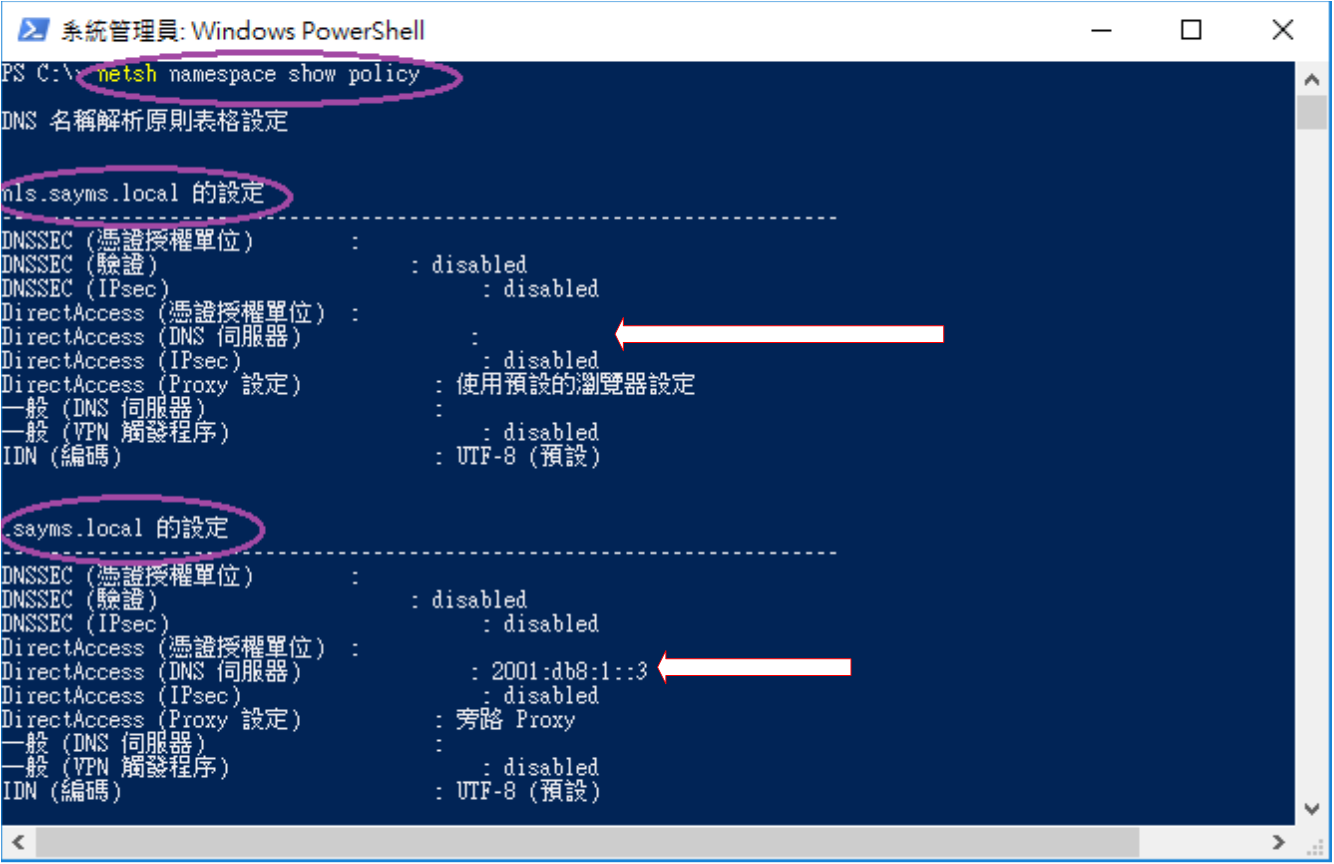 系統管理員: Windows PowerShell
PS C:\> netsh namespace show policy
DNS 名稱解析原則表格設定
nls.sayms.local 的設定
----------------------------------------------------------------------
DNSSEC (憑證授權單位) :
DNSSEC (驗證) : disabled
DNSSEC (IPsec) : disabled
DirectAccess (憑證授權單位) :
DirectAccess (DNS 伺服器) :
DirectAccess (IPsec) : disabled
DirectAccess (Proxy 設定) : 使用預設的瀏覽器設定
一般 (DNS 伺服器) :
一般 (VPN 觸發程序) : disabled
IDN (編碼) : UTF-8 (預設)
.sayms.local 的設定
----------------------------------------------------------------------
DNSSEC (憑證授權單位) :
DNSSEC (驗證) : disabled
DNSSEC (IPsec) : disabled
DirectAccess (憑證授權單位) :
DirectAccess (DNS 伺服器) : 2001:db8:1::3
DirectAccess (IPsec) : disabled
DirectAccess (Proxy 設定) : 旁路 Proxy
一般 (DNS 伺服器) :
一般 (VPN 觸發程序) : disabled
IDN (編碼) : UTF-8 (預設)